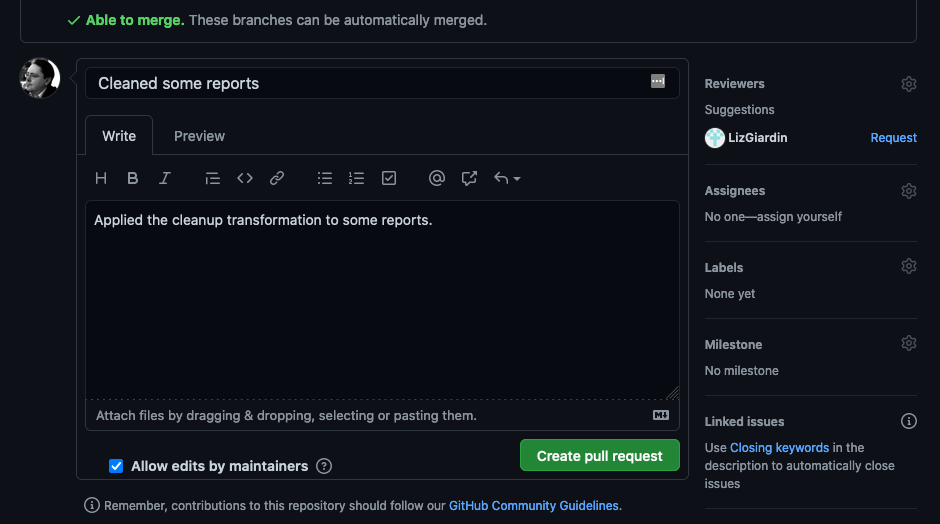 Able to merge. These branches can be automatically merged.
Cleaned some reports
Write Preview
H B I
Applied the cleanup transformation to some reports.
Attach files by dragging & dropping, selecting or pasting them.
Allow edits by maintainers
Create pull request
Remember, contributions to this repository should follow our GitHub Community Guidelines.
Reviewers
Suggestions
LizGiardin Request
Assignees
No one—assign yourself
Labels
None yet
Milestone
No milestone
Linked issues
Use Closing keywords in the
description to automatically close
issues